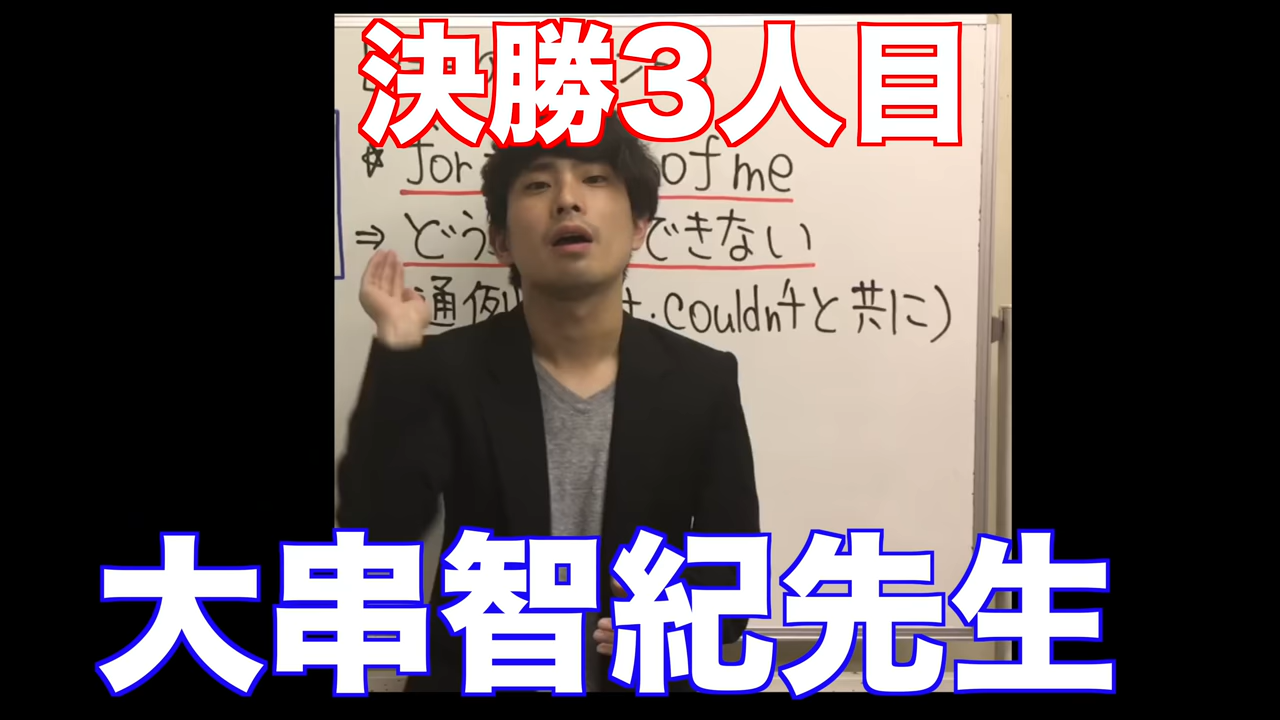 決勝3人目
for of me
⇒ どう できない
通例 couldn'tと共に)
大串智紀先生